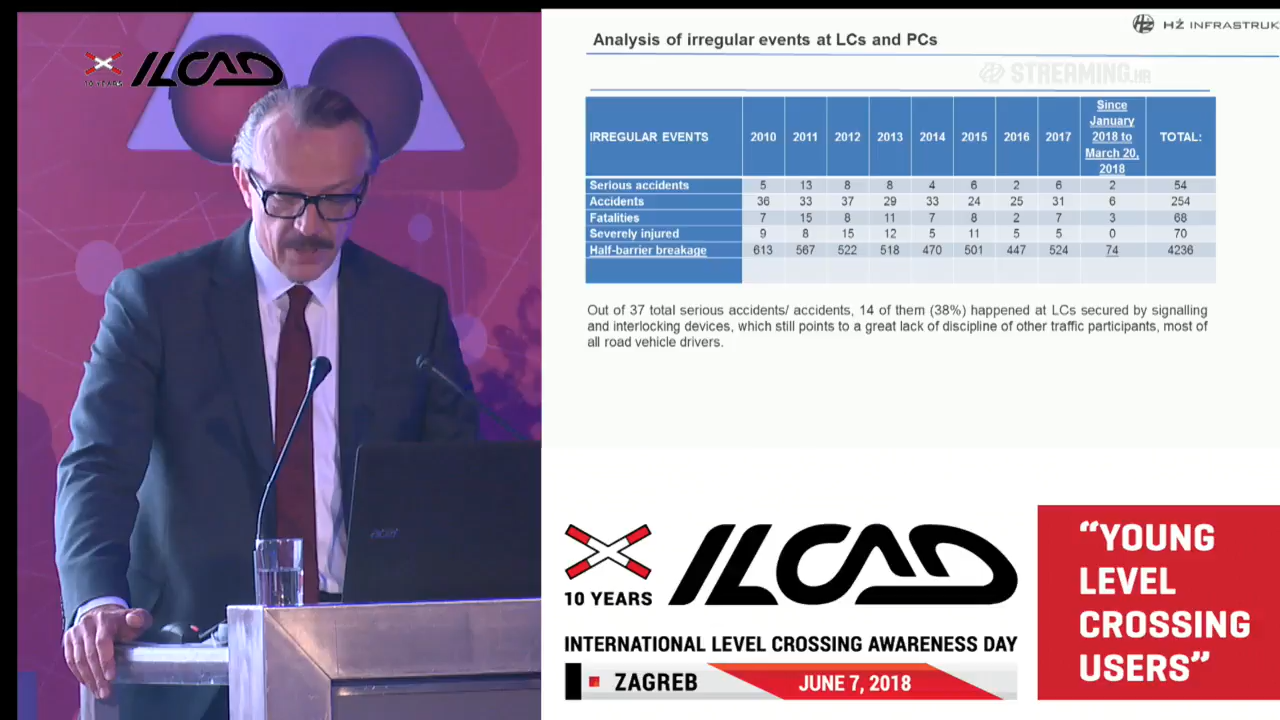 10 YEARS ILCAD
Analysis of irregular events at LCs and PCs
HŽ INFRASTRUK
STREAMING.HR
IRREGULAR EVENTS 2010 2011 2012 2013 2014 2015 2016 2017 Since January 2018 to March 20, 2018 TOTAL:
Serious accidents 5 13 8 8 4 6 2 6 2 54
Accidents 36 33 37 29 33 24 25 31 6 254
Fatalities 7 15 8 11 7 8 2 7 3 68
Severely injured 9 8 15 12 5 11 5 5 0 70
Half-barrier breakage 613 567 522 518 470 501 447 524 74 4236
Out of 37 total serious accidents/ accidents, 14 of them (38%) happened at LCs secured by signalling
and interlocking devices, which still points to a great lack of discipline of other traffic participants, most of
all road vehicle drivers.
acer
10 YEARS
ILCAD
INTERNATIONAL LEVEL CROSSING AWARENESS DAY
ZAGREB
JUNE 7, 2018
“YOUNG
LEVEL
CROSSING
USERS”